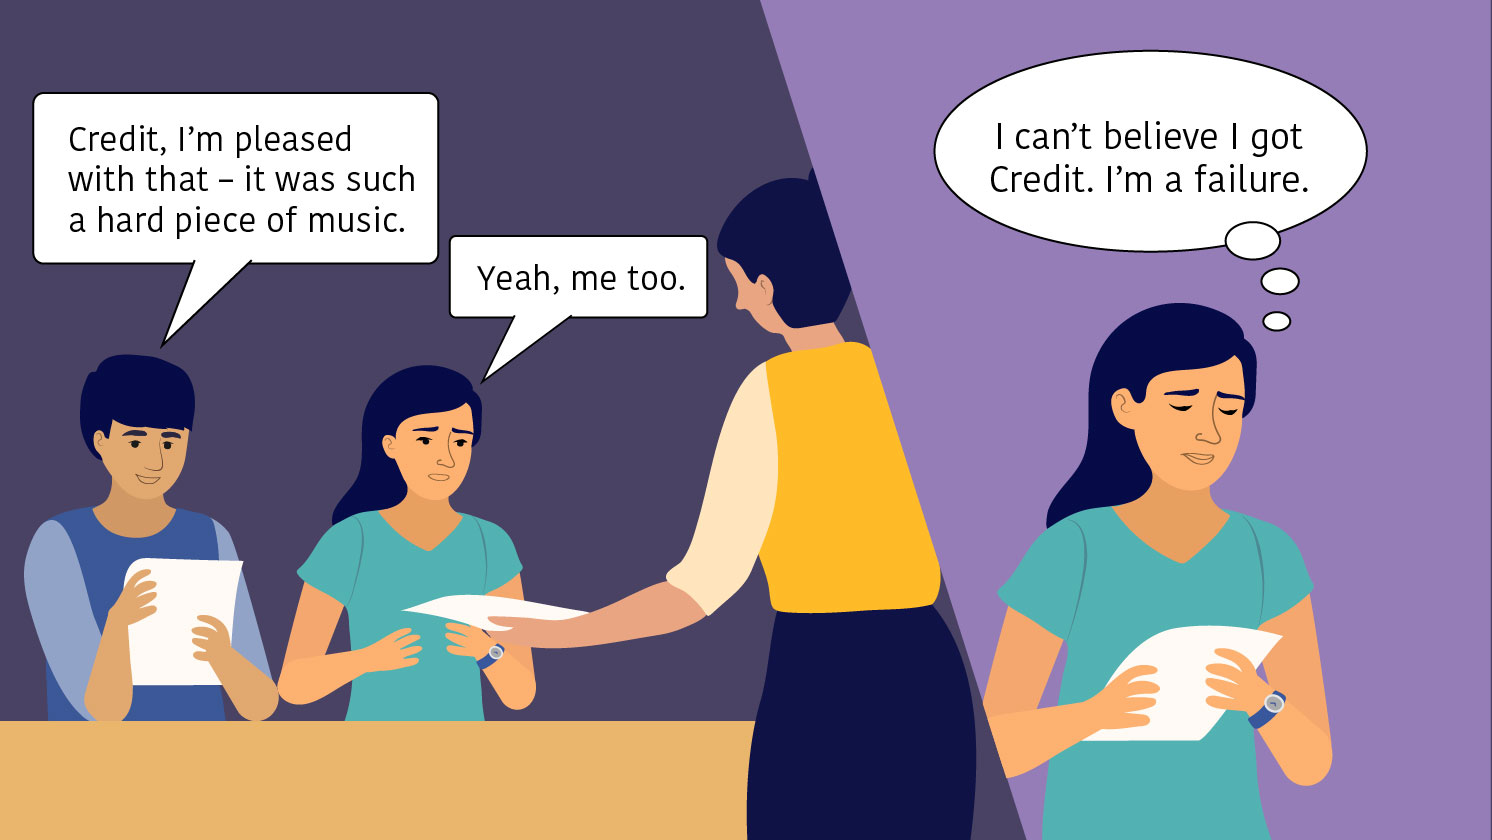 Credit, I’m pleased
with that – it was such
a hard piece of music.
Yeah, me too.
I can’t believe I got
Credit. I’m a failure.